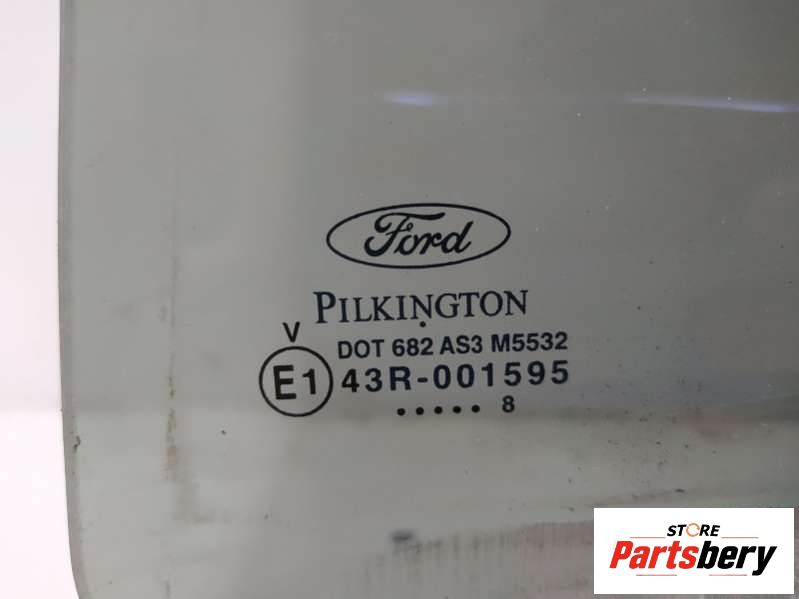 Ford
PILKINGTON
V
DOT 682 AS3 M5532
E1 43R-001595
..... 8
STORE
Partsbery